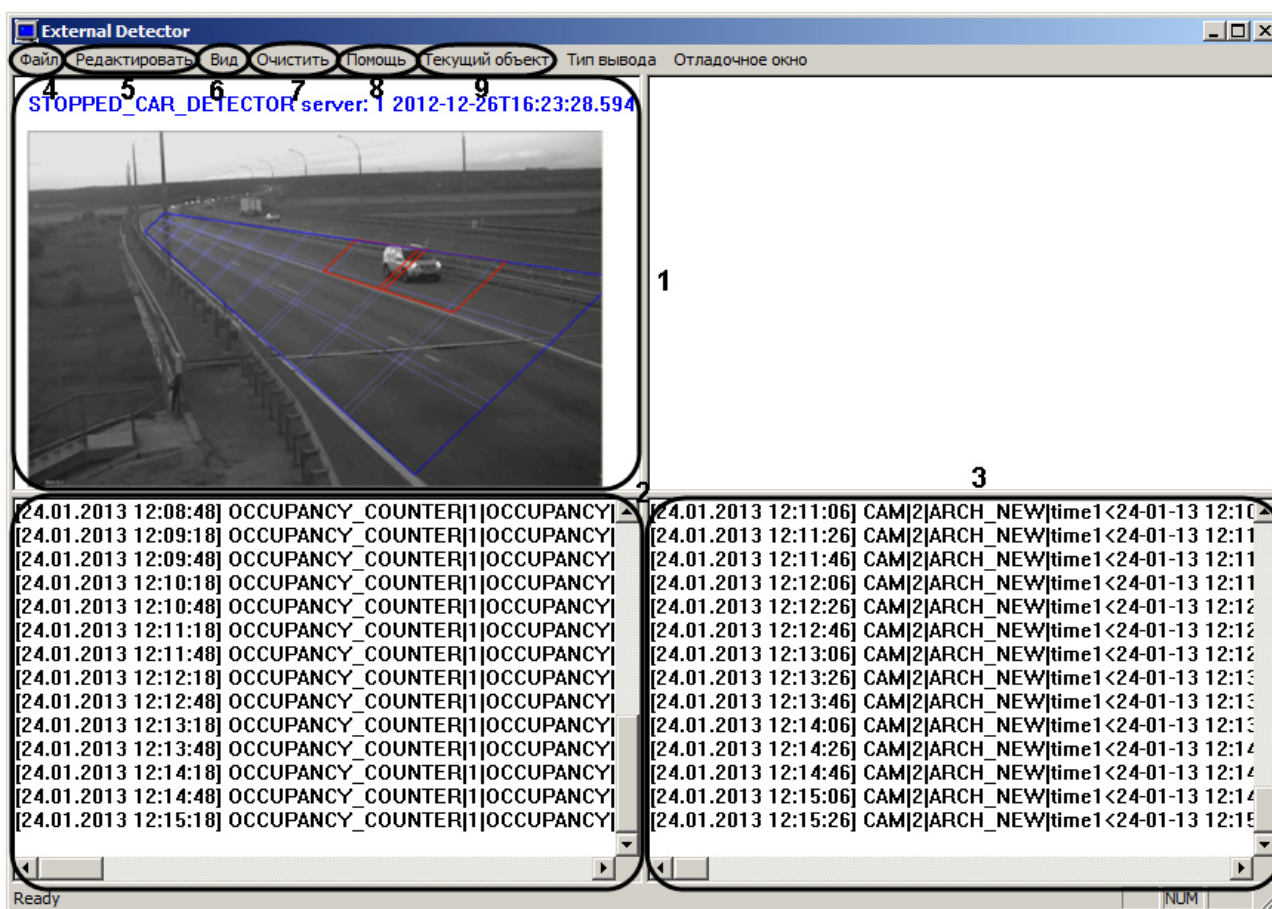 External Detector
Файл Редактировать Вид Очистить Помощь Текущий объект Тип вывода Отладочное окно
4 5 6 7 8 9
STOPPED_CAR_DETECTOR server: 1 2012-12-26T16:23:28.594
1
3
2
[24.01.2013 12:08:48] OCCUPANCY_COUNTER|1|OCCUPANCY|
[24.01.2013 12:09:18] OCCUPANCY_COUNTER|1|OCCUPANCY|
[24.01.2013 12:09:48] OCCUPANCY_COUNTER|1|OCCUPANCY|
[24.01.2013 12:10:18] OCCUPANCY_COUNTER|1|OCCUPANCY|
[24.01.2013 12:10:48] OCCUPANCY_COUNTER|1|OCCUPANCY|
[24.01.2013 12:11:18] OCCUPANCY_COUNTER|1|OCCUPANCY|
[24.01.2013 12:11:48] OCCUPANCY_COUNTER|1|OCCUPANCY|
[24.01.2013 12:12:18] OCCUPANCY_COUNTER|1|OCCUPANCY|
[24.01.2013 12:12:48] OCCUPANCY_COUNTER|1|OCCUPANCY|
[24.01.2013 12:13:18] OCCUPANCY_COUNTER|1|OCCUPANCY|
[24.01.2013 12:13:48] OCCUPANCY_COUNTER|1|OCCUPANCY|
[24.01.2013 12:14:18] OCCUPANCY_COUNTER|1|OCCUPANCY|
[24.01.2013 12:14:48] OCCUPANCY_COUNTER|1|OCCUPANCY|
[24.01.2013 12:15:18] OCCUPANCY_COUNTER|1|OCCUPANCY|
[24.01.2013 12:11:06] CAM|2|ARCH_NEW|time1<24-01-13 12:10
[24.01.2013 12:11:26] CAM|2|ARCH_NEW|time1<24-01-13 12:11
[24.01.2013 12:11:46] CAM|2|ARCH_NEW|time1<24-01-13 12:11
[24.01.2013 12:12:06] CAM|2|ARCH_NEW|time1<24-01-13 12:11
[24.01.2013 12:12:26] CAM|2|ARCH_NEW|time1<24-01-13 12:12
[24.01.2013 12:12:46] CAM|2|ARCH_NEW|time1<24-01-13 12:12
[24.01.2013 12:13:06] CAM|2|ARCH_NEW|time1<24-01-13 12:12
[24.01.2013 12:13:26] CAM|2|ARCH_NEW|time1<24-01-13 12:13
[24.01.2013 12:13:46] CAM|2|ARCH_NEW|time1<24-01-13 12:13
[24.01.2013 12:14:06] CAM|2|ARCH_NEW|time1<24-01-13 12:13
[24.01.2013 12:14:26] CAM|2|ARCH_NEW|time1<24-01-13 12:14
[24.01.2013 12:14:46] CAM|2|ARCH_NEW|time1<24-01-13 12:14
[24.01.2013 12:15:06] CAM|2|ARCH_NEW|time1<24-01-13 12:14
[24.01.2013 12:15:26] CAM|2|ARCH_NEW|time1<24-01-13 12:15
Ready
NUM